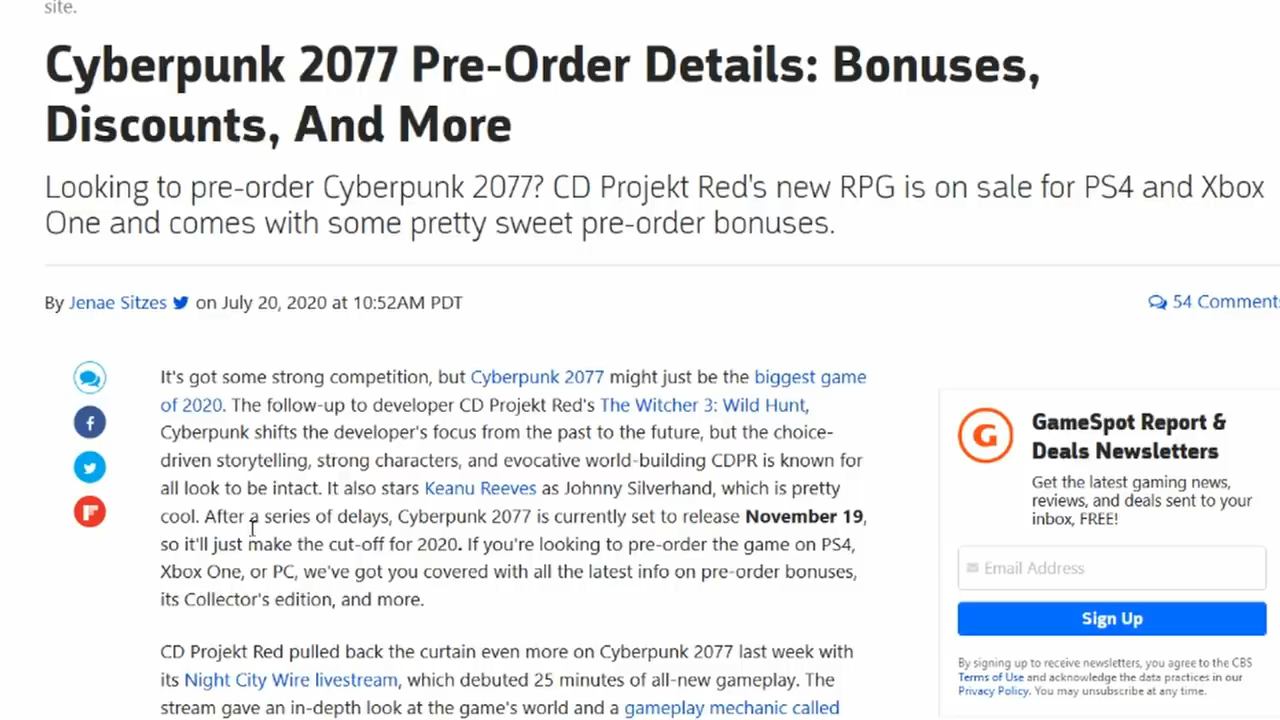 site.
Cyberpunk 2077 Pre-Order Details: Bonuses,
Discounts, And More
Looking to pre-order Cyberpunk 2077? CD Projekt Red's new RPG is on sale for PS4 and Xbox
One and comes with some pretty sweet pre-order bonuses.
By Jenae Sitzes on July 20, 2020 at 10:52AM PDT
54 Comments
It's got some strong competition, but Cyberpunk 2077 might just be the biggest game
of 2020. The follow-up to developer CD Projekt Red's The Witcher 3: Wild Hunt,
Cyberpunk shifts the developer's focus from the past to the future, but the choice-
driven storytelling, strong characters, and evocative world-building CDPR is known for
all look to be intact. It also stars Keanu Reeves as Johnny Silverhand, which is pretty
cool. After a series of delays, Cyberpunk 2077 is currently set to release November 19,
so it'll just make the cut-off for 2020. If you're looking to pre-order the game on PS4,
Xbox One, or PC, we've got you covered with all the latest info on pre-order bonuses,
its Collector's edition, and more.
CD Projekt Red pulled back the curtain even more on Cyberpunk 2077 last week with
its Night City Wire livestream, which debuted 25 minutes of all-new gameplay. The
stream gave an in-depth look at the game's world and a gameplay mechanic called
GameSpot Report &
Deals Newsletters
Get the latest gaming news,
reviews, and deals sent to your
inbox, FREE!
Email Address
Sign Up
By signing up to receive newsletters, you agree to the CBS
Terms of Use and acknowledge the data practices in our
Privacy Policy. You may unsubscribe at any time.